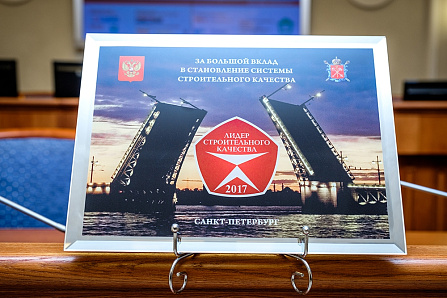 ЗА БОЛЬШОЙ ВКЛАД
В СТАНОВЛЕНИЕ СИСТЕМЫ
СТРОИТЕЛЬНОГО КАЧЕСТВА
ЛИДЕР
СТРОИТЕЛЬНОГО
КАЧЕСТВА
2017
САНКТ-ПЕТЕРБУРГ